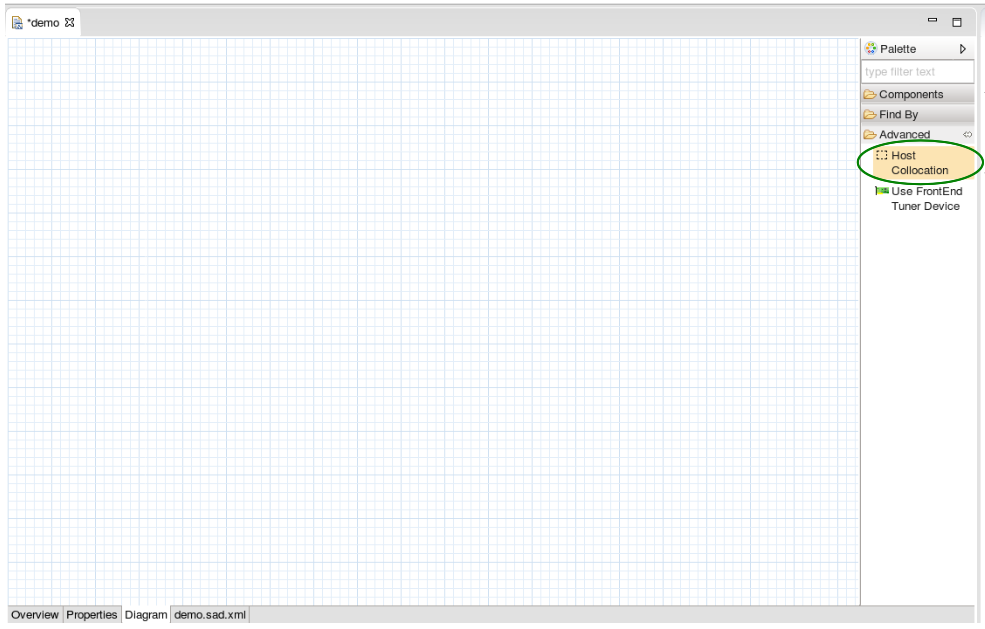 *demo
Palette
type filter text
Components
Find By
Advanced
Host
Collocation
Use FrontEnd
Tuner Device
Overview Properties Diagram demo.sad.xml